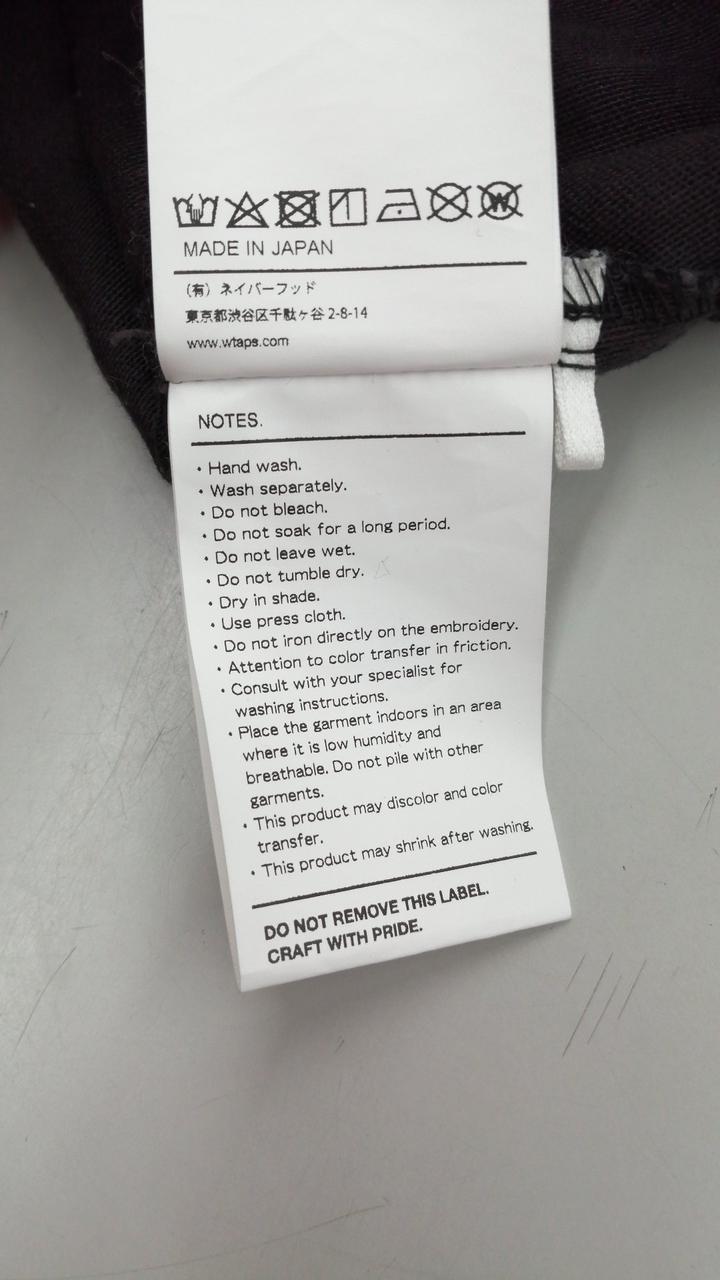 MADE IN JAPAN
(有) ネイバーフッド
東京都渋谷区千駄ヶ谷 2-8-14
www.wtaps.com
NOTES.
・Hand wash.
・Wash separately.
・Do not bleach.
・Do not soak for a long period.
・Do not leave wet.
・Do not tumble dry.
・Dry in shade.
・Use press cloth.
・Do not iron directly on the embroidery.
・Attention to color transfer in friction.
・Consult with your specialist for
washing instructions.
・Place the garment indoors in an area
where it is low humidity and
breathable. Do not pile with other
garments.
・This product may discolor and color
transfer.
・This product may shrink after washing.
DO NOT REMOVE THIS LABEL.
CRAFT WITH PRIDE.